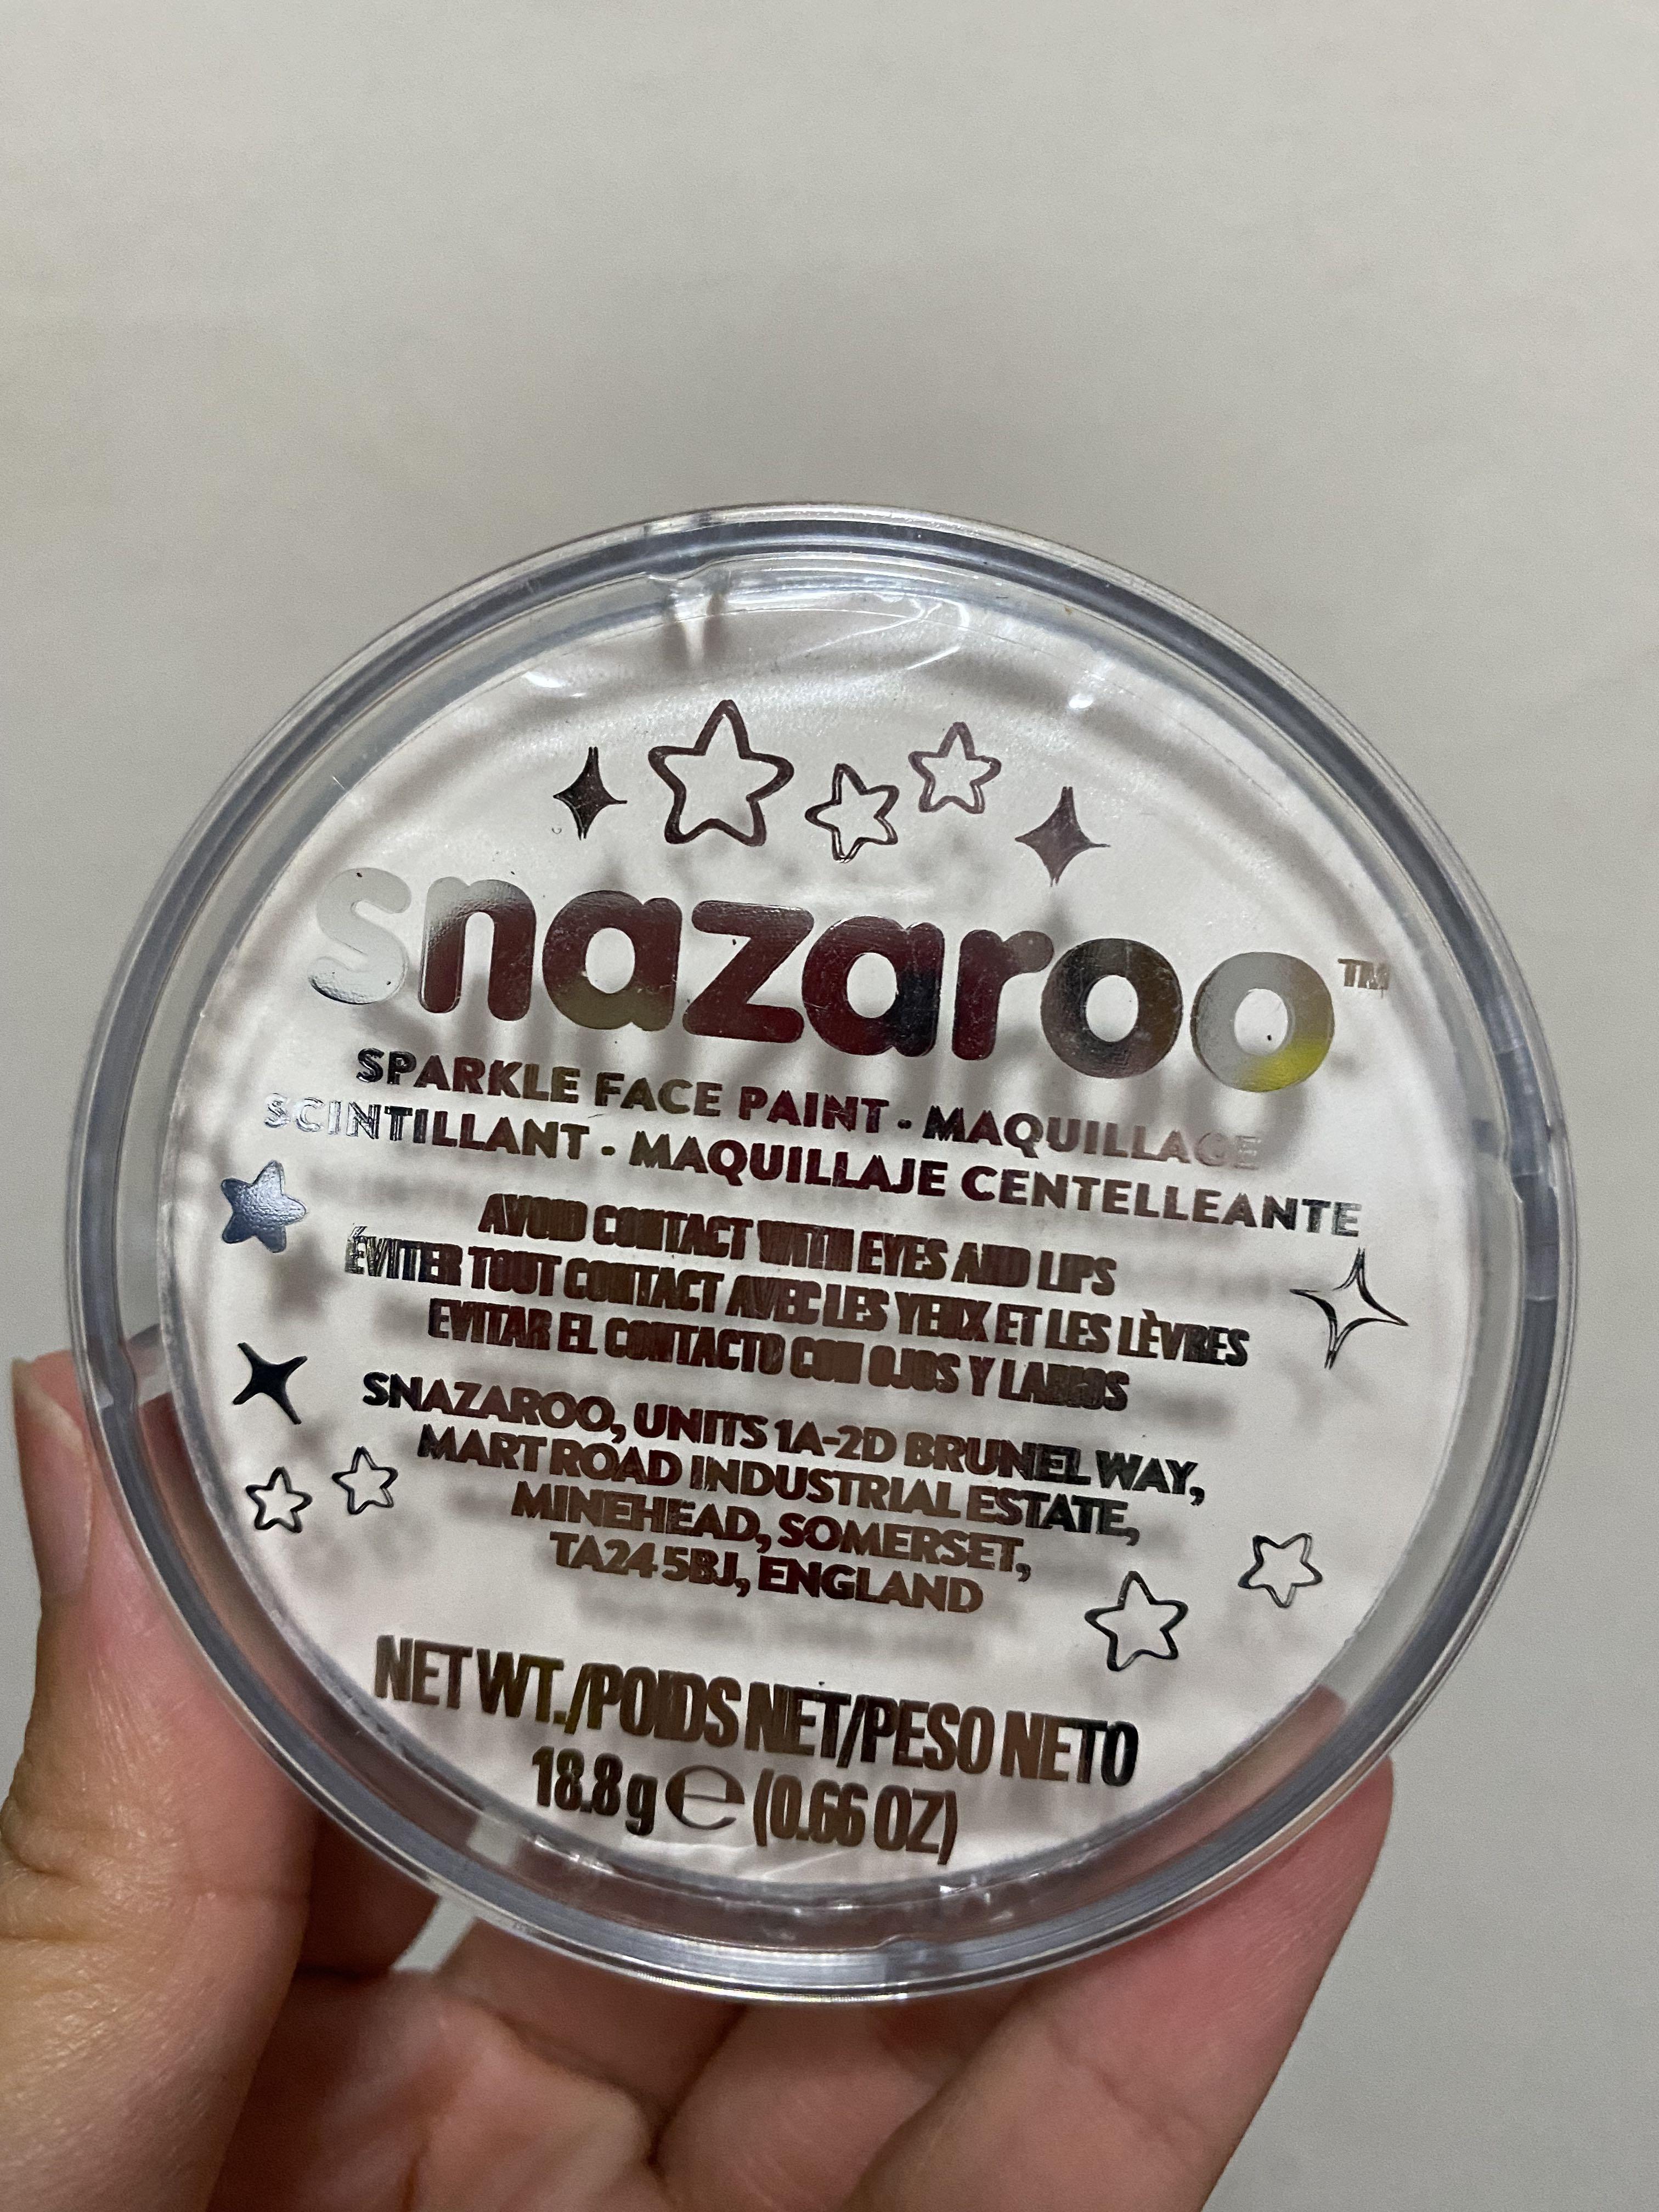 snazaroo™
SPARKLE FACE PAINT • MAQUILLAGE
SCINTILLANT • MAQUILLAJE CENTELLEANTE
AVOID CONTACT WITH EYES AND LIPS
ÉVITER TOUT CONTACT AVEC LES YEUX ET LES LÈVRES
EVITAR EL CONTACTO CON OJOS Y LABIOS
SNAZAROO, UNITS 1A-2D BRUNEL WAY,
MART ROAD INDUSTRIAL ESTATE,
MINEHEAD, SOMERSET,
TA24 5BJ, ENGLAND
NET WT./POIDS NET/PESO NETO
18.8 g ℮ (0.66 OZ)